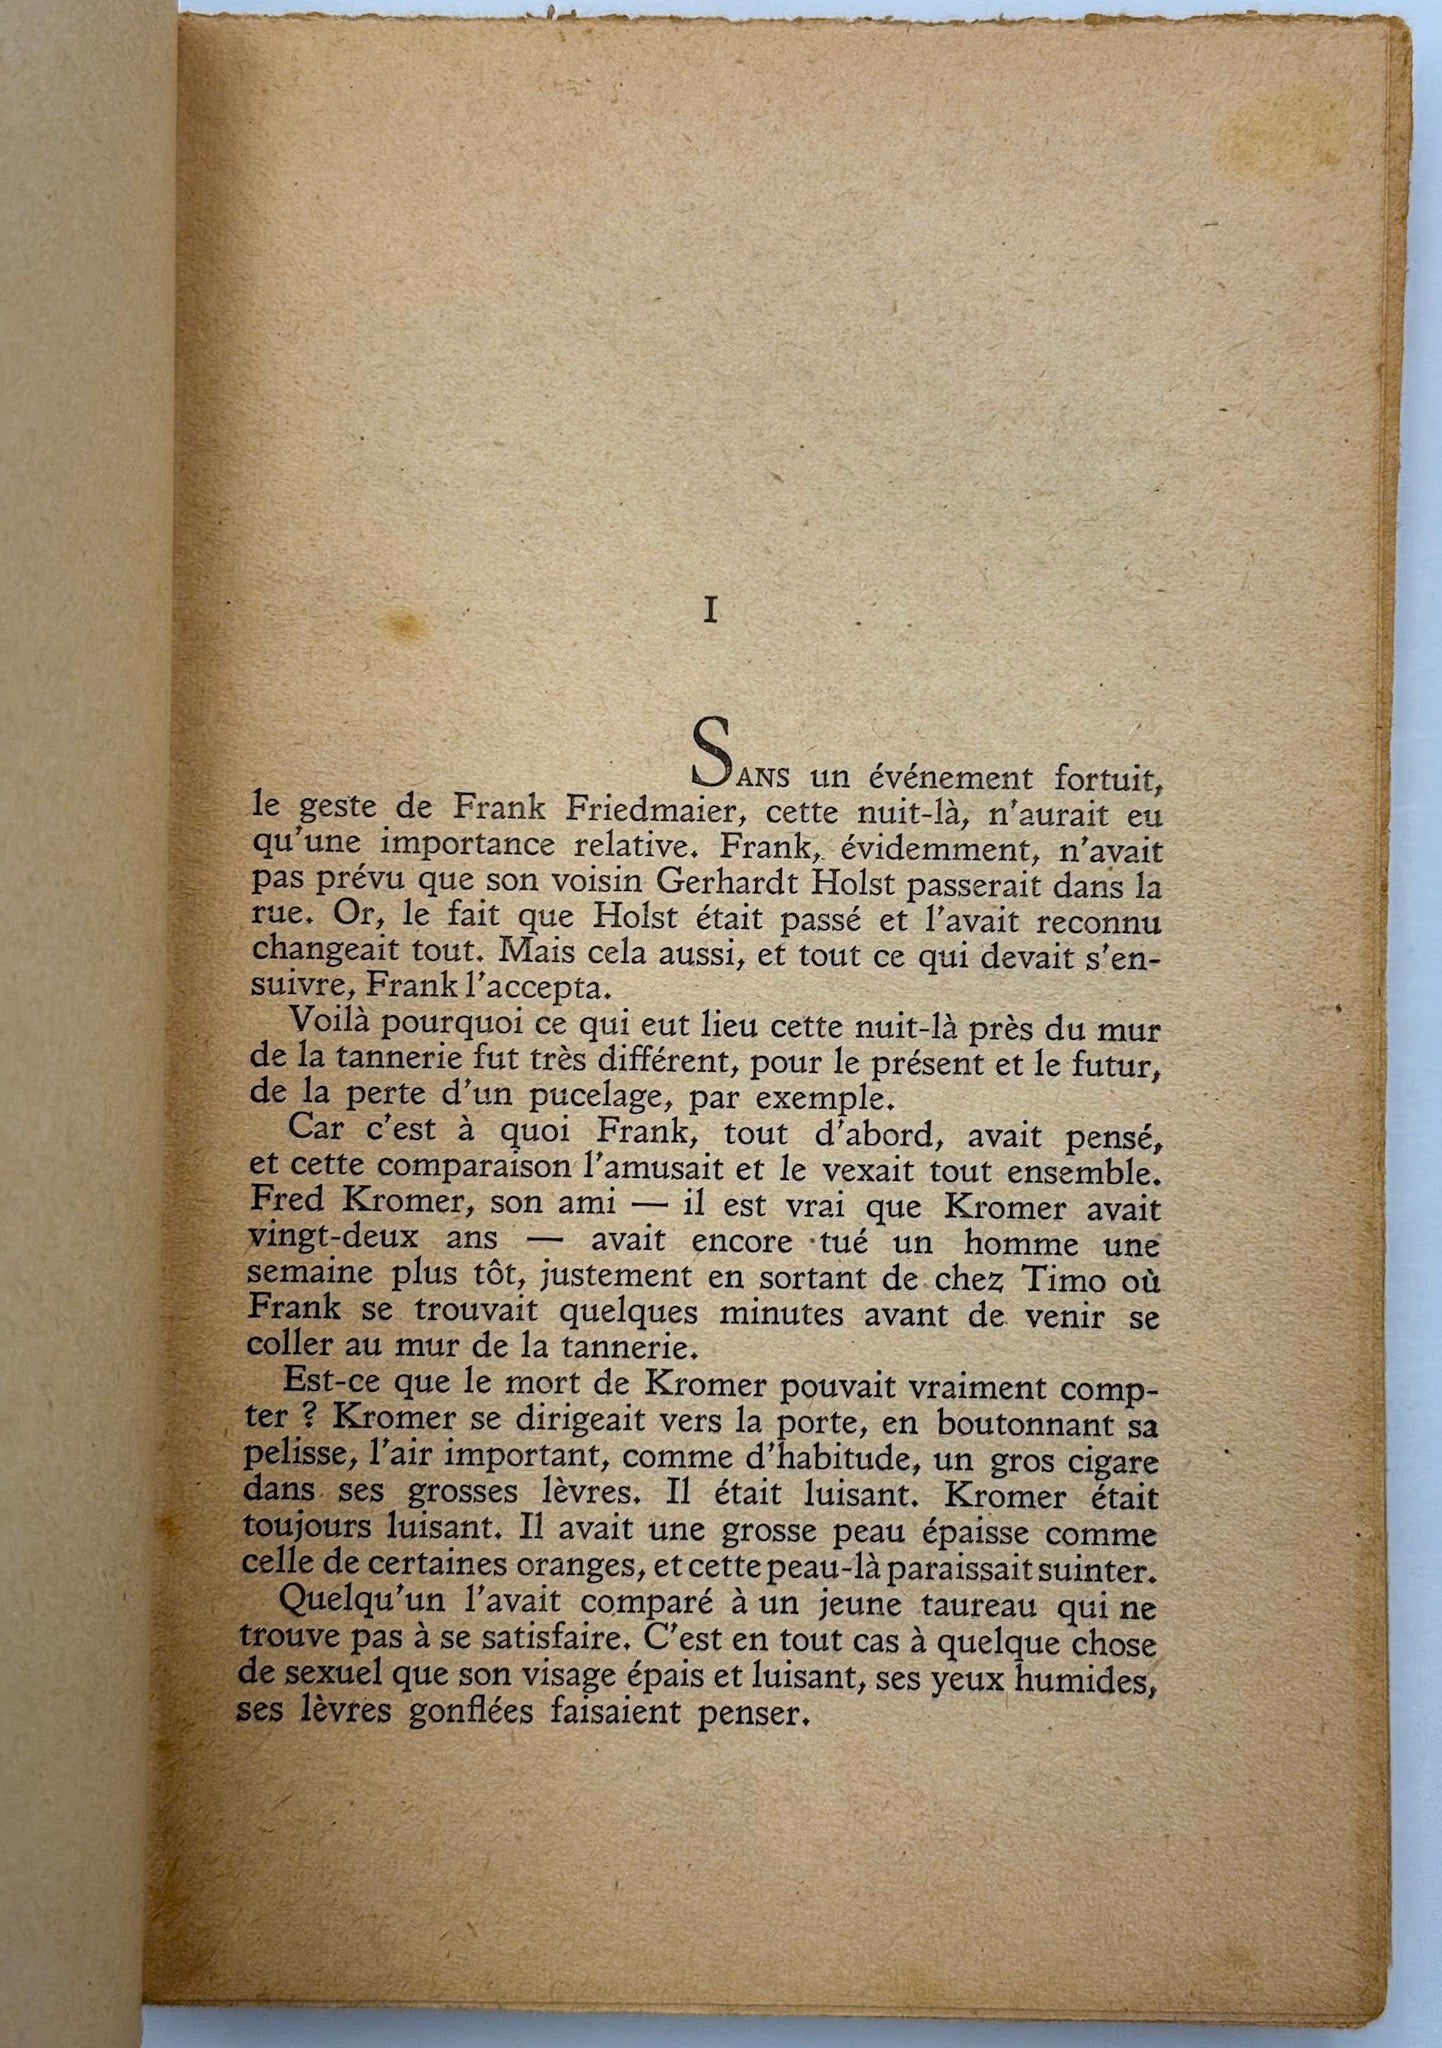 I
SANS un événement fortuit,
le geste de Frank Friedmaier, cette nuit-là, n'aurait eu
qu'une importance relative. Frank, évidemment, n'avait
pas prévu que son voisin Gerhardt Holst passerait dans la
rue. Or, le fait que Holst était passé et l'avait reconnu
changeait tout. Mais cela aussi, et tout ce qui devait s'en-
suivre, Frank l'accepta.
Voilà pourquoi ce qui eut lieu cette nuit-là près du mur
de la tannerie fut très différent, pour le présent et le futur,
de la perte d'un pucelage, par exemple.
Car c'est à quoi Frank, tout d'abord, avait pensé,
et cette comparaison l'amusait et le vexait tout ensemble.
Fred Kromer, son ami — il est vrai que Kromer avait
vingt-deux ans — avait encore tué un homme une
semaine plus tôt, justement en sortant de chez Timo où
Frank se trouvait quelques minutes avant de venir se
coller au mur de la tannerie.
Est-ce que le mort de Kromer pouvait vraiment comp-
ter ? Kromer se dirigeait vers la porte, en boutonnant sa
pelisse, l'air important, comme d'habitude, un gros cigare
dans ses grosses lèvres. Il était luisant. Kromer était
toujours luisant. Il avait une grosse peau épaisse comme
celle de certaines oranges, et cette peau-là paraissait suinter.
Quelqu'un l'avait comparé à un jeune taureau qui ne
trouve pas à se satisfaire. C'est en tout cas à quelque chose
de sexuel que son visage épais et luisant, ses yeux humides,
ses lèvres gonflées faisaient penser.